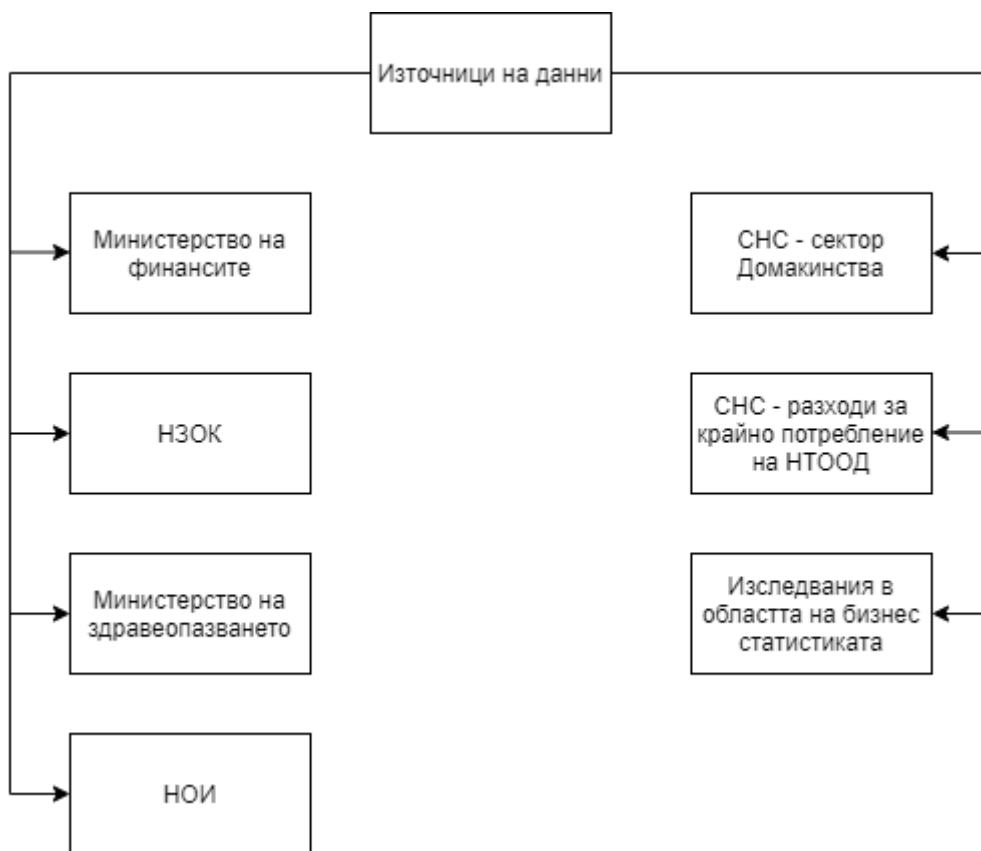 Източници на данни
Министерство на
финансите
НЗОК
Министерство на
здравеопазването
НОИ
СНС - сектор
Домакинства
СНС - разходи за
крайно потребление
на НТООД
Изследвания в
областта на бизнес
статистиката